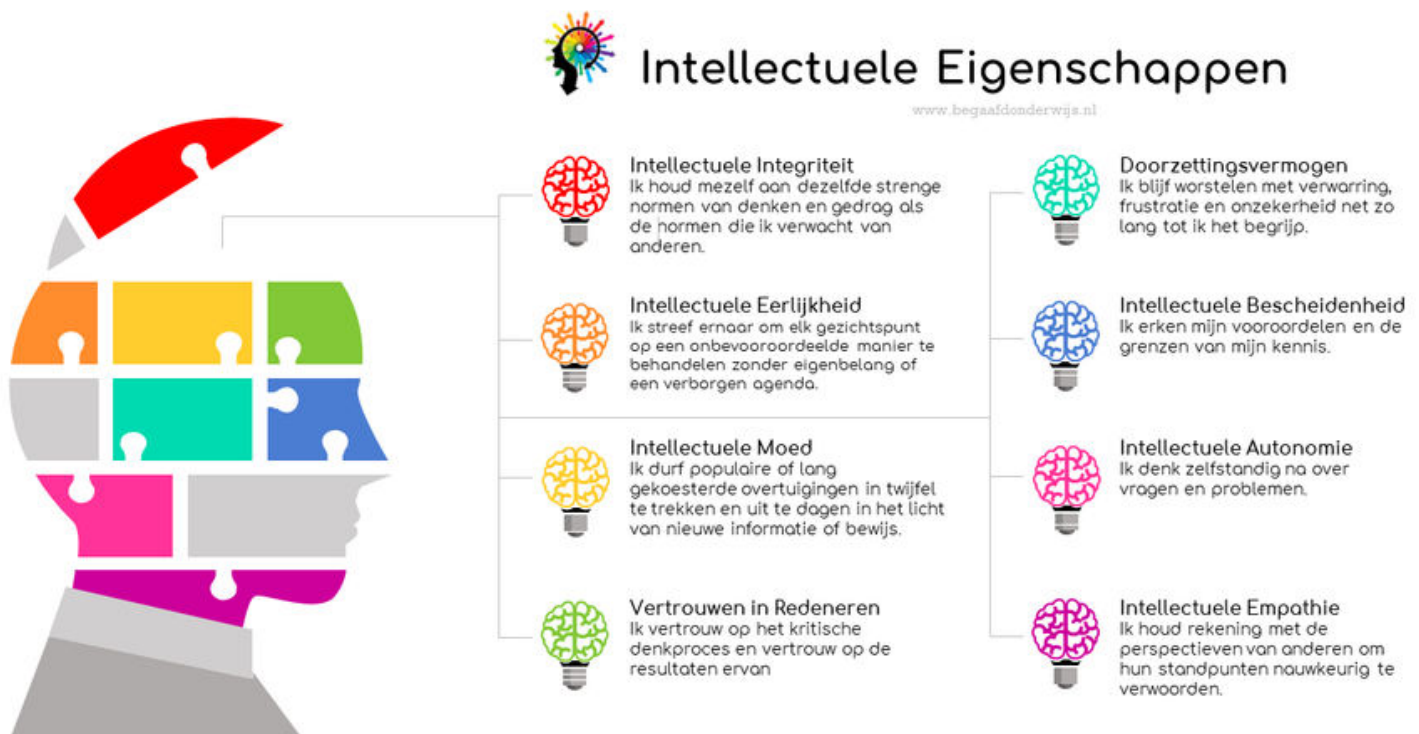 Intellectuele Eigenschappen
www.begaafdonderwijs.nl
Intellectuele Integriteit
Ik houd mezelf aan dezelfde strenge
normen van denken en gedrag als
de normen die ik verwacht van
anderen.
Intellectuele Eerlijkheid
Ik streef ernaar om elk gezichtspunt
op een onbevooroordeelde manier te
behandelen zonder eigenbelang of
een verborgen agenda.
Intellectuele Moed
Ik durf populaire of lang
gekoesterde overtuigingen in twijfel
te trekken en uit te dagen in het licht
van nieuwe informatie of bewijs.
Vertrouwen in Redeneren
Ik vertrouw op het kritische
denkproces en vertrouw op de
resultaten ervan
Doorzettingsvermogen
Ik blijf worstelen met verwarring,
frustratie en onzekerheid net zo
lang tot ik het begrijp.
Intellectuele Bescheidenheid
Ik erken mijn vooroordelen en de
grenzen van mijn kennis.
Intellectuele Autonomie
Ik denk zelfstandig na over
vragen en problemen.
Intellectuele Empathie
Ik houd rekening met de
perspectieven van anderen om
hun standpunten nauwkeurig te
verwoorden.